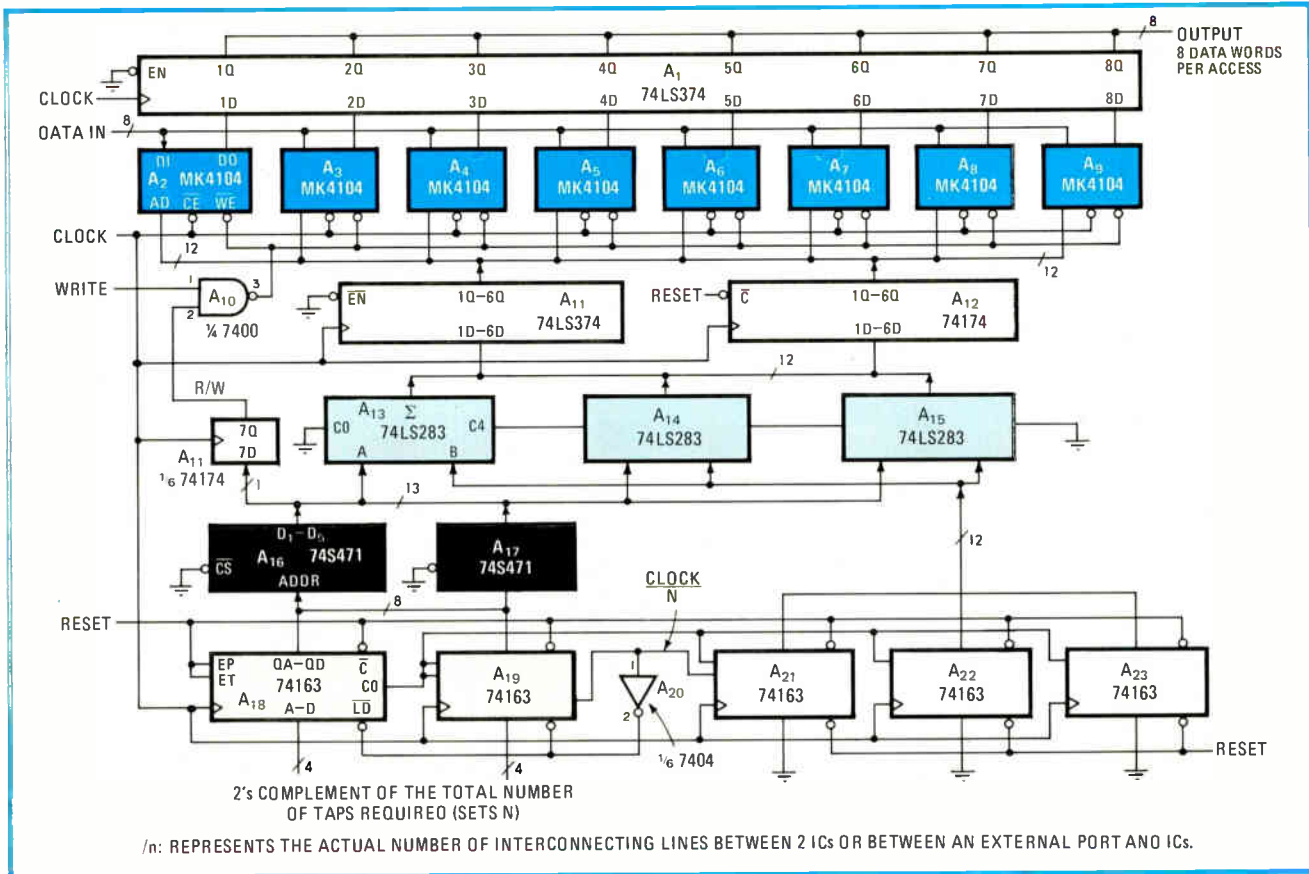 8
OUTPUT
8 DATA WORDS
PER ACCESS
EN 1Q 2Q 3Q 4Q A1 5Q 6Q 7Q 8Q
74LS374
CLOCK
1D 2D 3D 4D 5D 6D 7D 8D
8
OATA IN
DI DO
A2 MK4104
AD CE WE
A3
MK4104
A4
MK4104
A5
MK4104
A6
MK4104
A7
MK4104
A8
MK4104
A9
MK4104
CLOCK
12
12
WRITE
1
2
A10
3
¼ 7400
EN 1Q–6Q A11
1D–6D 74LS374
RESET
C 1Q–6Q A12
1D–6D 74174
12
R/W
7Q
7D
A11
1/6 74174
1
A13 Σ
C0 74LS283 C4
A B
A14
74LS283
A15
74LS283
13
12
D1–D5
A16 74S471
CS
ADDR
A17
74S471
8
CLOCK
N
RESET
EP QA–QD C
ET 74163 CO
A18 A–D LD
A19
74163
1
A20
2
1/6 7404
A21
74163
A22
74163
A23
74163
RESET
4
4
2's COMPLEMENT OF THE TOTAL NUMBER
OF TAPS REQUIRED (SETS N)
/n: REPRESENTS THE ACTUAL NUMBER OF INTERCONNECTING LINES BETWEEN 2 ICs OR BETWEEN AN EXTERNAL PORT ANO ICs.